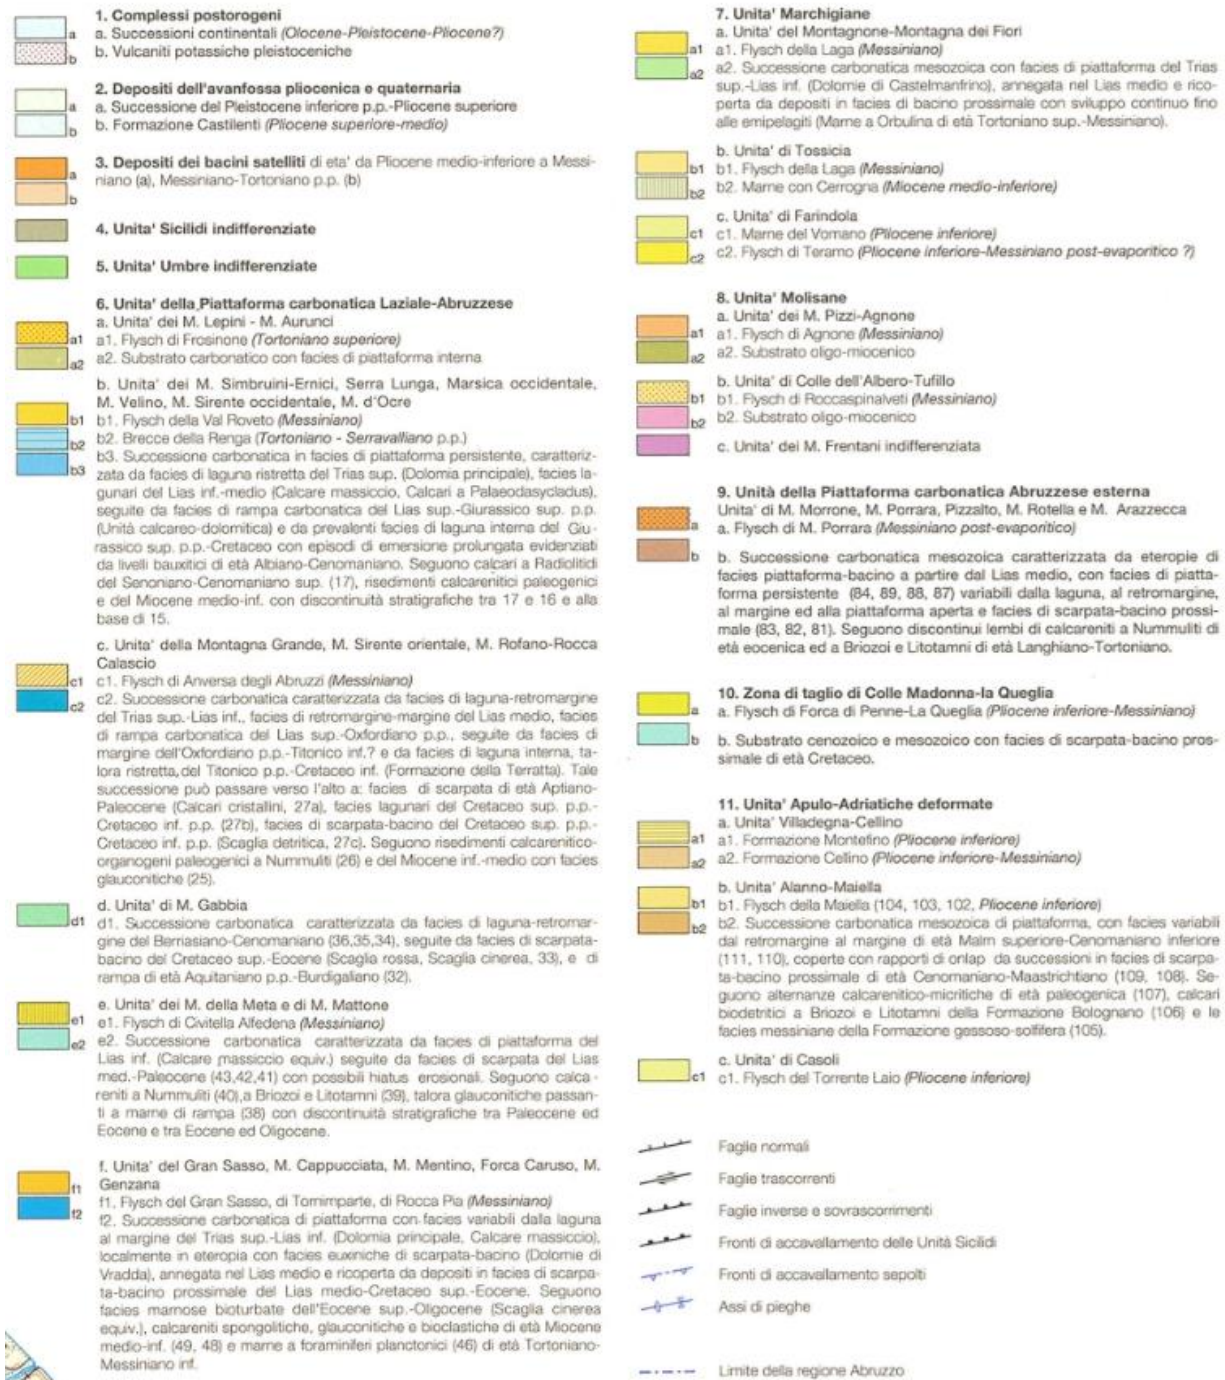 1. Complessi postorogeni
a
a. Successioni continentali (Olocene-Pleistocene-Pliocene?)
b
b. Vulcaniti potassiche pleistoceniche
2. Depositi dell'avanfossa pliocenica e quaternaria
a
a. Successione del Pleistocene inferiore p.p.-Pliocene superiore
b
b. Formazione Castilenti (Pliocene superiore-medio)
3. Depositi dei bacini satelliti di eta' da Pliocene medio-inferiore a Messi-
a
niano (a), Messiniano-Tortoniano p.p. (b)
b
4. Unita' Sicilidi indifferenziate
5. Unita' Umbre indifferenziate
6. Unita' della Piattaforma carbonatica Laziale-Abruzzese
a. Unita' dei M. Lepini - M. Aurunci
a1
a1. Flysch di Frosinone (Tortoniano superiore)
a2
a2. Substrato carbonatico con facies di piattaforma interna
b. Unita' dei M. Simbruini-Ernici, Serra Lunga, Marsica occidentale,
M. Velino, M. Sirente occidentale, M. d'Ocre
b1
b1. Flysch della Val Roveto (Messiniano)
b2
b2. Brecce della Renga (Tortoniano - Serravalliano p.p.)
b3
b3. Successione carbonatica in facies di piattaforma persistente, caratteriz-
zata da facies di laguna ristretta del Trias sup. (Dolomia principale), facies la-
gunari del Lias inf.-medio (Calcare massiccio, Calcari a Palaeodasycladus),
seguite da facies di rampa carbonatica del Lias sup.-Giurassico sup. p.p.
(Unità calcareo-dolomitica) e da prevalenti facies di laguna interna del Giu-
rassico sup. p.p.-Cretaceo con episodi di emersione prolungata evidenziati
da livelli bauxitici di età Albiano-Cenomaniano. Seguono calcari a Radiolitidi
del Senoniano-Cenomaniano sup. (17), risedimenti calcarenitici paleogenici
e del Miocene medio-inf. con discontinuità stratigrafiche tra 17 e 16 e alla
base di 15.
c. Unita' della Montagna Grande, M. Sirente orientale, M. Rofano-Rocca
Calascio
c1
c1. Flysch di Anversa degli Abruzzi (Messiniano)
c2
c2. Successione carbonatica caratterizzata da facies di laguna-retromargine
del Trias sup.-Lias inf., facies di retromargine-margine del Lias medio, facies
di rampa carbonatica del Lias sup.-Oxfordiano p.p., seguite da facies di
margine dell'Oxfordiano p.p.-Titonico inf.? e da facies di laguna interna, ta-
lora ristretta,del Titonico p.p.-Cretaceo inf. (Formazione della Terratta). Tale
successione può passare verso l'alto a: facies di scarpata di età Aptiano-
Paleocene (Calcari cristallini, 27a), facies lagunari del Cretaceo sup. p.p.-
Cretaceo inf. p.p. (27b), facies di scarpata-bacino del Cretaceo sup. p.p.-
Cretaceo inf. p.p. (Scaglia detritica, 27c). Seguono risedimenti calcarenitico-
organogeni paleogenici a Nummuliti (26) e del Miocene inf.-medio con facies
glauconitiche (25).
d. Unita' di M. Gabbia
d1
d1. Successione carbonatica caratterizzata da facies di laguna-retromar-
gine del Berriasiano-Cenomaniano (36,35,34), seguite da facies di scarpata-
bacino del Cretaceo sup.-Eocene (Scaglia rossa, Scaglia cinerea, 33), e di
rampa di età Aquitaniano p.p.-Burdigaliano (32).
e. Unita' dei M. della Meta e di M. Mattone
e1
e1. Flysch di Civitella Alfedena (Messiniano)
e2
e2. Successione carbonatica caratterizzata da facies di piattaforma del
Lias inf. (Calcare massiccio equiv.) seguite da facies di scarpata del Lias
med.-Paleocene (43,42,41) con possibili hiatus erosionali. Seguono calca-
reniti a Nummuliti (40),a Briozoi e Litotamni (39), talora glauconitiche passan-
ti a marne di rampa (38) con discontinuità stratigrafiche tra Paleocene ed
Eocene e tra Eocene ed Oligocene.
f. Unita' del Gran Sasso, M. Cappucciata, M. Mentino, Forca Caruso, M.
Genzana
f1
f1. Flysch del Gran Sasso, di Tornimparte, di Rocca Pia (Messiniano)
f2
f2. Successione carbonatica di piattaforma con facies variabili dalla laguna
al margine del Trias sup.-Lias inf. (Dolomia principale, Calcare massiccio),
localmente in eteropia con facies euxiniche di scarpata-bacino (Dolomie di
Vradda), annegata nel Lias medio e ricoperta da depositi in facies di scarpa-
ta-bacino prossimale del Lias medio-Cretaceo sup.-Eocene. Seguono
facies marnose bioturbate dell'Eocene sup.-Oligocene (Scaglia cinerea
equiv.), calcareniti spongolitiche, glauconitiche e bioclastiche di età Miocene
medio-inf. (49, 48) e marne a foraminiferi planctonici (46) di età Tortoniano-
Messiniano inf.
7. Unita' Marchigiane
a. Unita' del Montagnone-Montagna dei Fiori
a1
a1. Flysch della Laga (Messiniano)
a2
a2. Successione carbonatica mesozoica con facies di piattaforma del Trias
sup.-Lias inf. (Dolomie di Castelmanfrino), annegata nel Lias medio e rico-
perta da depositi in facies di bacino prossimale con sviluppo continuo fino
alle emipelagiti (Marne a Orbulina di età Tortoniano sup.-Messiniano).
b. Unita' di Tossicia
b1
b1. Flysch della Laga (Messiniano)
b2
b2. Marne con Cerrogna (Miocene medio-inferiore)
c. Unita' di Farindola
c1
c1. Marne del Vomano (Pliocene inferiore)
c2
c2. Flysch di Teramo (Pliocene inferiore-Messiniano post-evaporitico ?)
8. Unita' Molisane
a. Unita' dei M. Pizzi-Agnone
a1
a1. Flysch di Agnone (Messiniano)
a2
a2. Substrato oligo-miocenico
b. Unita' di Colle dell'Albero-Tufillo
b1
b1. Flysch di Roccaspinalveti (Messiniano)
b2
b2. Substrato oligo-miocenico
c. Unita' dei M. Frentani indifferenziata
9. Unità della Piattaforma carbonatica Abruzzese esterna
Unita' di M. Morrone, M. Porrara, Pizzalto, M. Rotella e M. Arazzecca
a
a. Flysch di M. Porrara (Messiniano post-evaporitico)
b
b. Successione carbonatica mesozoica caratterizzata da eteropie di
facies piattaforma-bacino a partire dal Lias medio, con facies di piatta-
forma persistente (84, 89, 88, 87) variabili dalla laguna, al retromargine,
al margine ed alla piattaforma aperta e facies di scarpata-bacino prossi-
male (83, 82, 81). Seguono discontinui lembi di calcareniti a Nummuliti di
età eocenica ed a Briozoi e Litotamni di età Langhiano-Tortoniano.
10. Zona di taglio di Colle Madonna-la Queglia
a
a. Flysch di Forca di Penne-La Queglia (Pliocene inferiore-Messiniano)
b
b. Substrato cenozoico e mesozoico con facies di scarpata-bacino pros-
simale di età Cretaceo.
11. Unita' Apulo-Adriatiche deformate
a. Unita' Villadegna-Cellino
a1
a1. Formazione Montefino (Pliocene inferiore)
a2
a2. Formazione Cellino (Pliocene inferiore-Messiniano)
b. Unita' Alanno-Maiella
b1
b1. Flysch della Maiella (104, 103, 102, Pliocene inferiore)
b2
b2. Successione carbonatica mesozoica di piattaforma, con facies variabili
dal retromargine al margine di età Malm superiore-Cenomaniano inferiore
(111, 110), coperte con rapporti di onlap da successioni in facies di scarpa-
ta-bacino prossimale di età Cenomaniano-Maastrichtiano (109, 108). Se-
guono alternanze calcarenitico-micritiche di età paleogenica (107), calcari
biodetritici a Briozoi e Litotamni della Formazione Bolognano (106) e le
facies messiniane della Formazione gessoso-solfifera (105).
c. Unita' di Casoli
c1
c1. Flysch del Torrente Laio (Pliocene inferiore)
Faglie normali
Faglie trascorrenti
Faglie inverse e sovrascorrimenti
Fronti di accavallamento delle Unità Sicilidi
Fronti di accavallamento sepolti
Assi di pieghe
Limite della regione Abruzzo